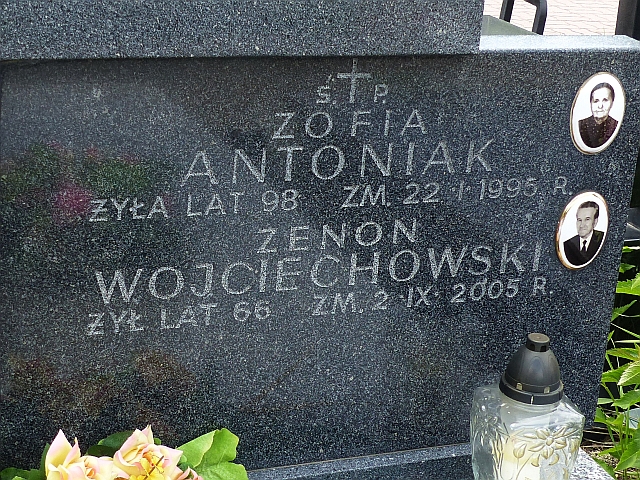 Ś. P.
ZOFIA
ANTONIAK
ŻYŁA LAT 98 ZM. 22·I·1995 R.
ZENON
WOJCIECHOWSKI
ŻYŁ LAT 66 ZM. 2·IX·2005 R.